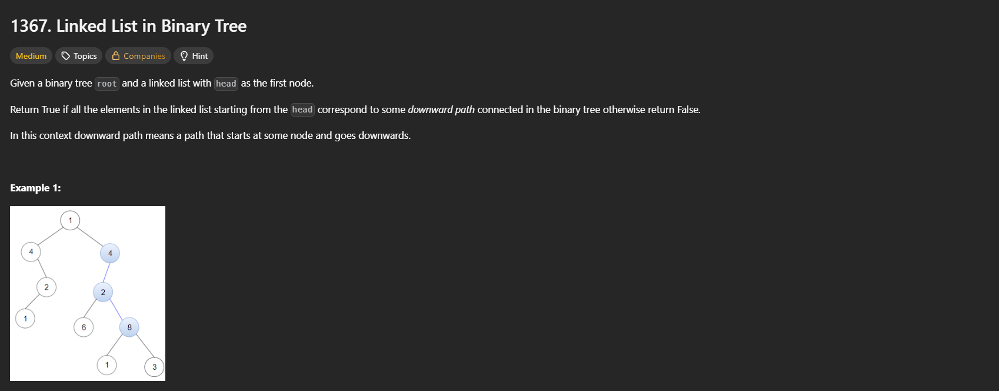 1367. Linked List in Binary Tree
Medium Topics Companies Hint
Given a binary tree root and a linked list with head as the first node.
Return True if all the elements in the linked list starting from the head correspond to some downward path connected in the binary tree otherwise return False.
In this context downward path means a path that starts at some node and goes downwards.
Example 1:
1
4 4
2 2
1 6 8
1 3